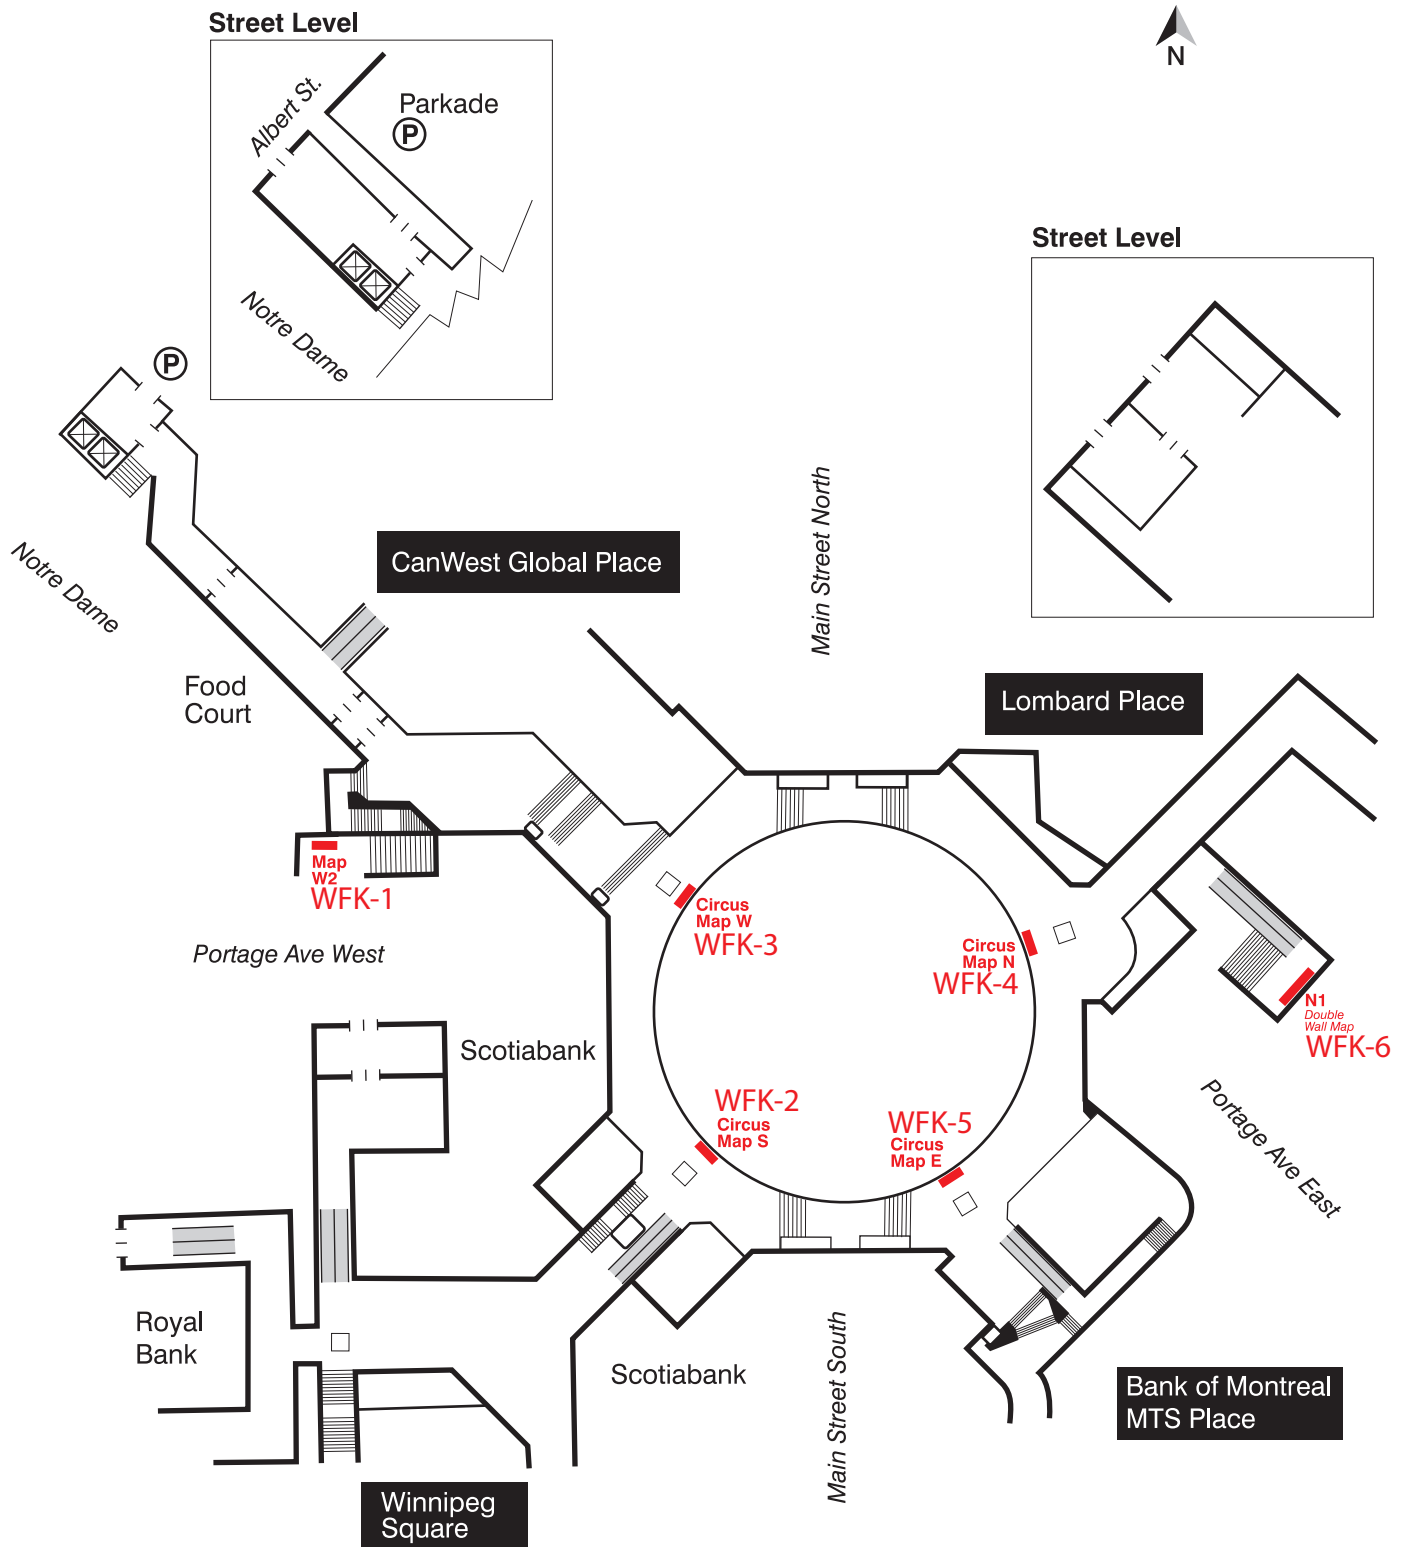 Street Level
N
Albert St.
Parkade
P
Notre Dame
Street Level
P
Notre Dame
CanWest Global Place
Main Street North
Food
Court
Lombard Place
Map
W2
WFK-1
Circus
Map W
WFK-3
Circus
Map N
WFK-4
Portage Ave West
N1
Double
Wall Map
WFK-6
Scotiabank
WFK-2
Circus
Map S
WFK-5
Circus
Map E
Portage Ave East
Royal
Bank
Scotiabank
Main Street South
Bank of Montreal
MTS Place
Winnipeg
Square